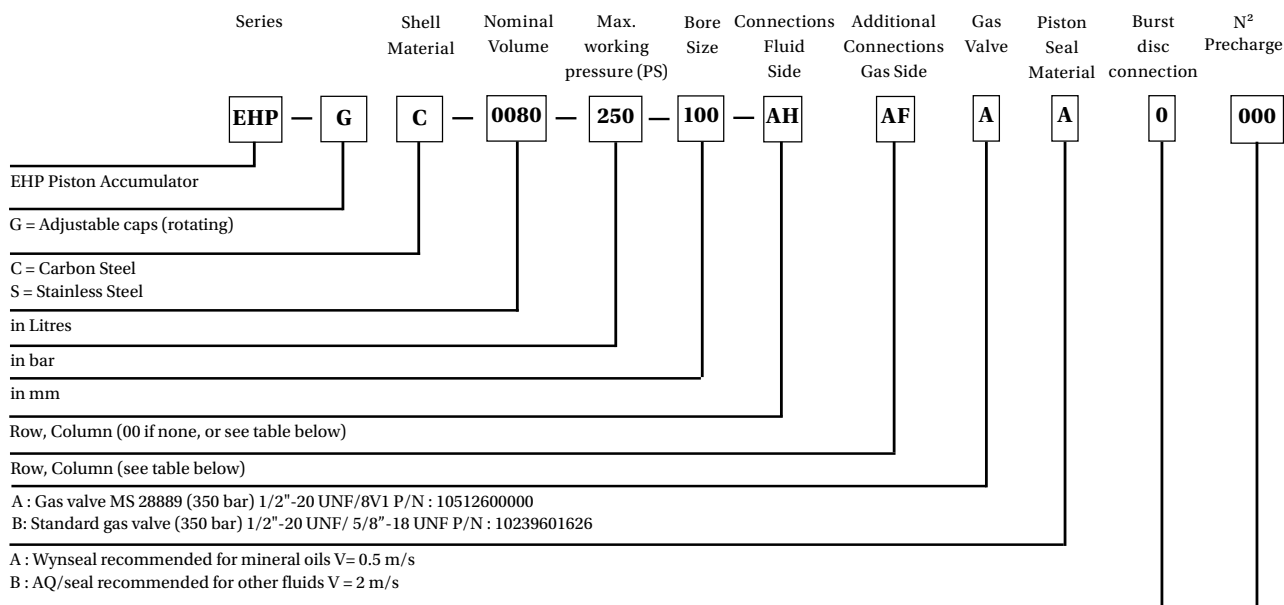 Series
Shell
Material
Nominal
Volume
Max.
working
pressure (PS)
Bore
Size
Connections
Fluid
Side
Additional
Connections
Gas Side
Gas
Valve
Piston
Seal
Material
Burst
disc
connection
N²
Precharge
EHP — G C — 0080 — 250 — 100 — AH AF A A 0 000
EHP Piston Accumulator
G = Adjustable caps (rotating)
C = Carbon Steel
S = Stainless Steel
in Litres
in bar
in mm
Row, Column (00 if none, or see table below)
Row, Column (see table below)
A : Gas valve MS 28889 (350 bar) 1/2"-20 UNF/8V1 P/N : 10512600000
B: Standard gas valve (350 bar) 1/2"-20 UNF/ 5/8”-18 UNF P/N : 10239601626
A : Wynseal recommended for mineral oils V= 0.5 m/s
B : AQ/seal recommended for other fluids V = 2 m/s